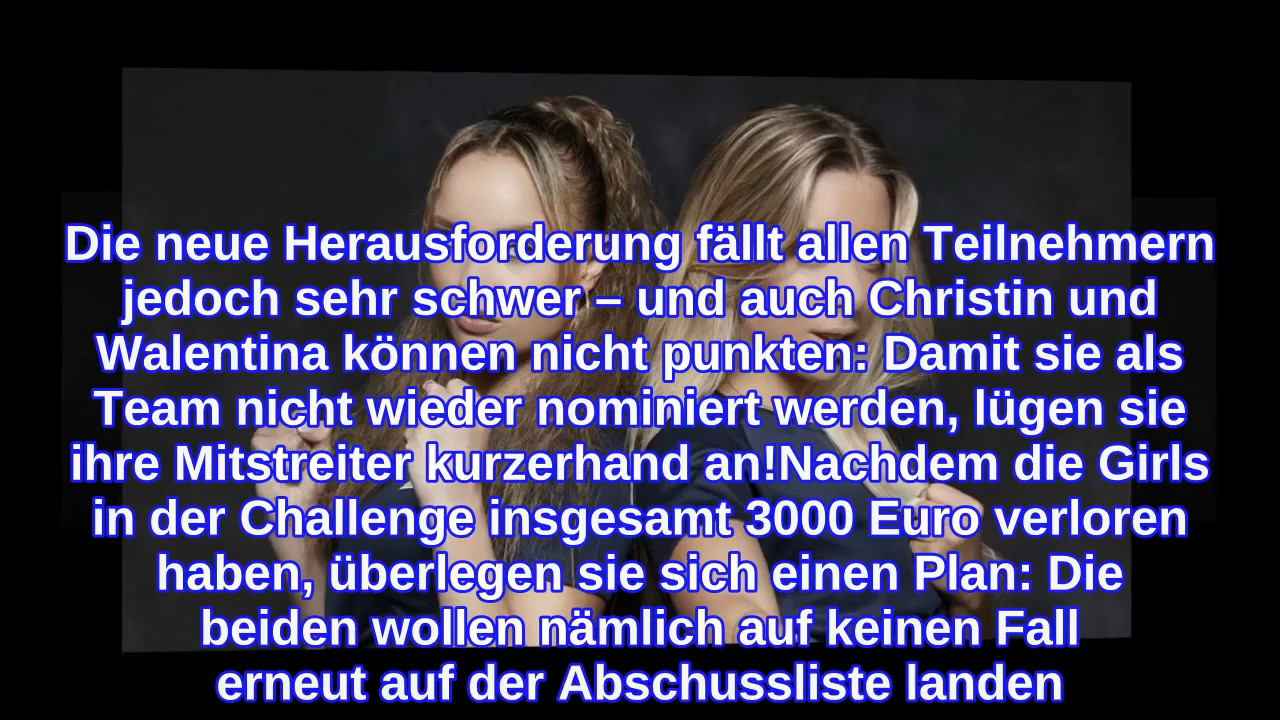 Die neue Herausforderung fällt allen Teilnehmern
jedoch sehr schwer – und auch Christin und
Walentina können nicht punkten: Damit sie als
Team nicht wieder nominiert werden, lügen sie
ihre Mitstreiter kurzerhand an!Nachdem die Girls
in der Challenge insgesamt 3000 Euro verloren
haben, überlegen sie sich einen Plan: Die
beiden wollen nämlich auf keinen Fall
erneut auf der Abschussliste landen